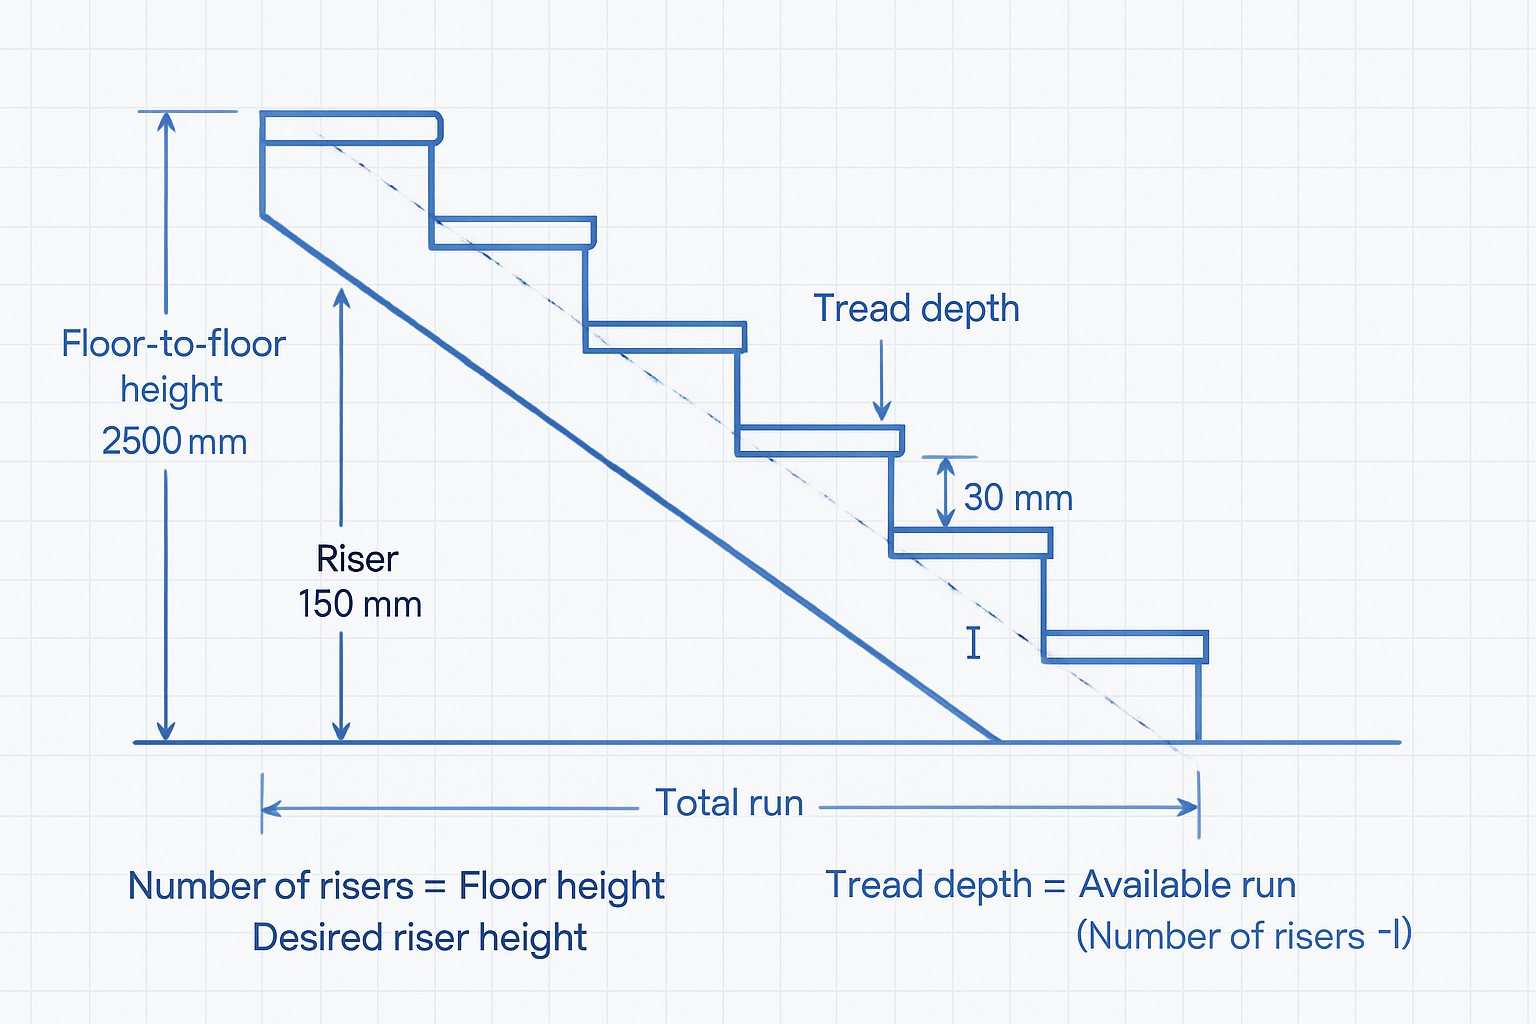 Floor-to-floor
height
2500 mm
Riser
150 mm
Tread depth
30 mm
I
Total run
Number of risers = Floor height
Desired riser height
Tread depth = Available run
(Number of risers -I)